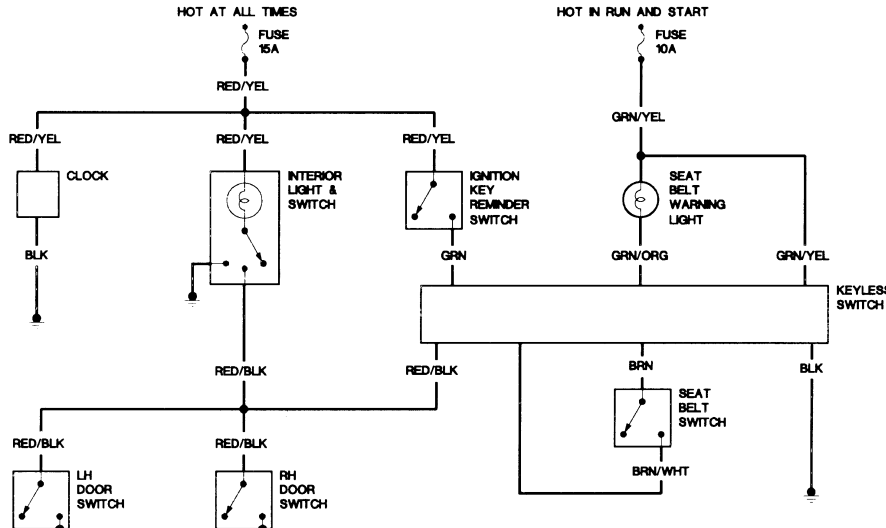 HOT AT ALL TIMES
HOT IN RUN AND START
FUSE
15A
FUSE
10A
RED/YEL
GRN/YEL
RED/YEL
RED/YEL
RED/YEL
CLOCK
INTERIOR
LIGHT &
SWITCH
IGNITION
KEY
REMINDER
SWITCH
SEAT
BELT
WARNING
LIGHT
BLK
GRN
GRN/ORG
GRN/YEL
KEYLESS
SWITCH
RED/BLK
RED/BLK
BRN
BLK
SEAT
BELT
SWITCH
RED/BLK
RED/BLK
BRN/WHT
LH
DOOR
SWITCH
RH
DOOR
SWITCH